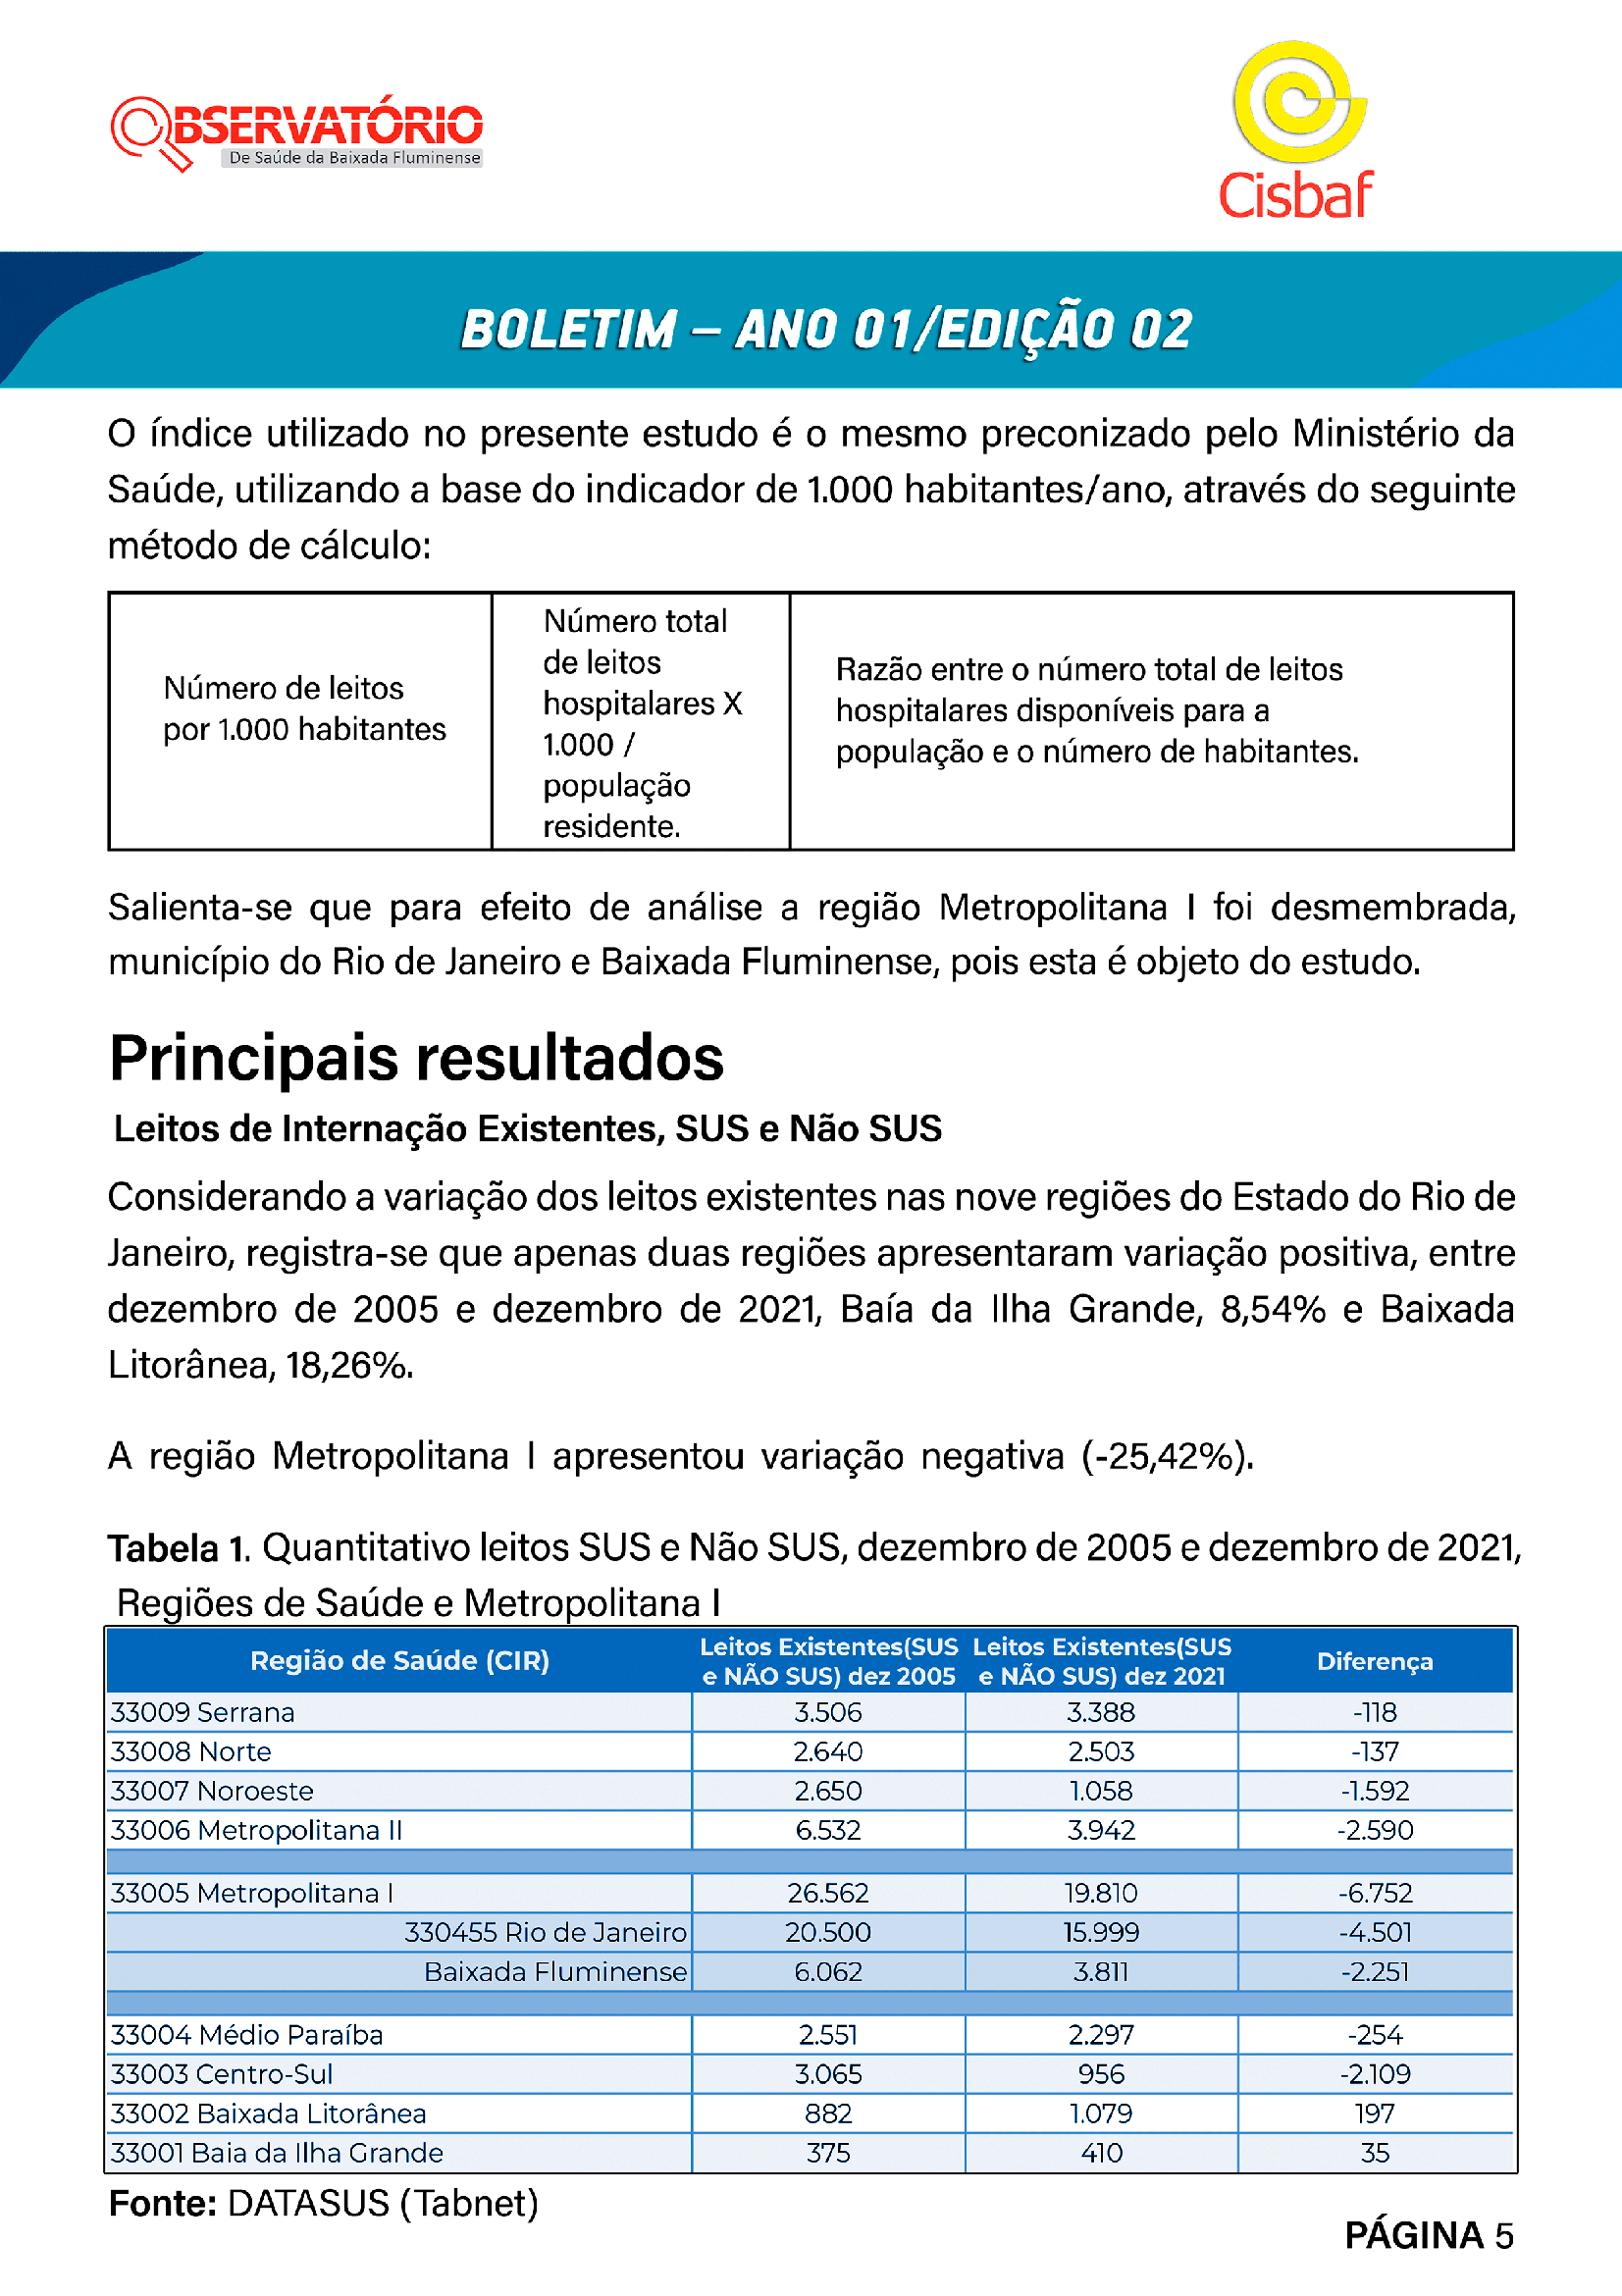 OBSERVATÓRIO
De Saúde da Baixada Fluminense
Cisbaf
BOLETIM – ANO 01/EDIÇÃO 02
O índice utilizado no presente estudo é o mesmo preconizado pelo Ministério da
Saúde, utilizando a base do indicador de 1.000 habitantes/ano, através do seguinte
método de cálculo:
Número de leitos
por 1.000 habitantes
Número total
de leitos
hospitalares X
1.000 /
população
residente.
Razão entre o número total de leitos
hospitalares disponíveis para a
população e o número de habitantes.
Salienta-se que para efeito de análise a região Metropolitana I foi desmembrada,
município do Rio de Janeiro e Baixada Fluminense, pois esta é objeto do estudo.
Principais resultados
Leitos de Internação Existentes, SUS e Não SUS
Considerando a variação dos leitos existentes nas nove regiões do Estado do Rio de
Janeiro, registra-se que apenas duas regiões apresentaram variação positiva, entre
dezembro de 2005 e dezembro de 2021, Baía da Ilha Grande, 8,54% e Baixada
Litorânea, 18,26%.
A região Metropolitana I apresentou variação negativa (-25,42%).
Tabela 1. Quantitativo leitos SUS e Não SUS, dezembro de 2005 e dezembro de 2021,
Regiões de Saúde e Metropolitana I
Região de Saúde (CIR) Leitos Existentes(SUS e NÃO SUS) dez 2005 Leitos Existentes(SUS e NÃO SUS) dez 2021 Diferença
33009 Serrana 3.506 3.388 -118
33008 Norte 2.640 2.503 -137
33007 Noroeste 2.650 1.058 -1.592
33006 Metropolitana II 6.532 3.942 -2.590
33005 Metropolitana I 26.562 19.810 -6.752
330455 Rio de Janeiro 20.500 15.999 -4.501
Baixada Fluminense 6.062 3.811 -2.251
33004 Médio Paraíba 2.551 2.297 -254
33003 Centro-Sul 3.065 956 -2.109
33002 Baixada Litorânea 882 1.079 197
33001 Baia da Ilha Grande 375 410 35
Fonte: DATASUS (Tabnet)
PÁGINA 5